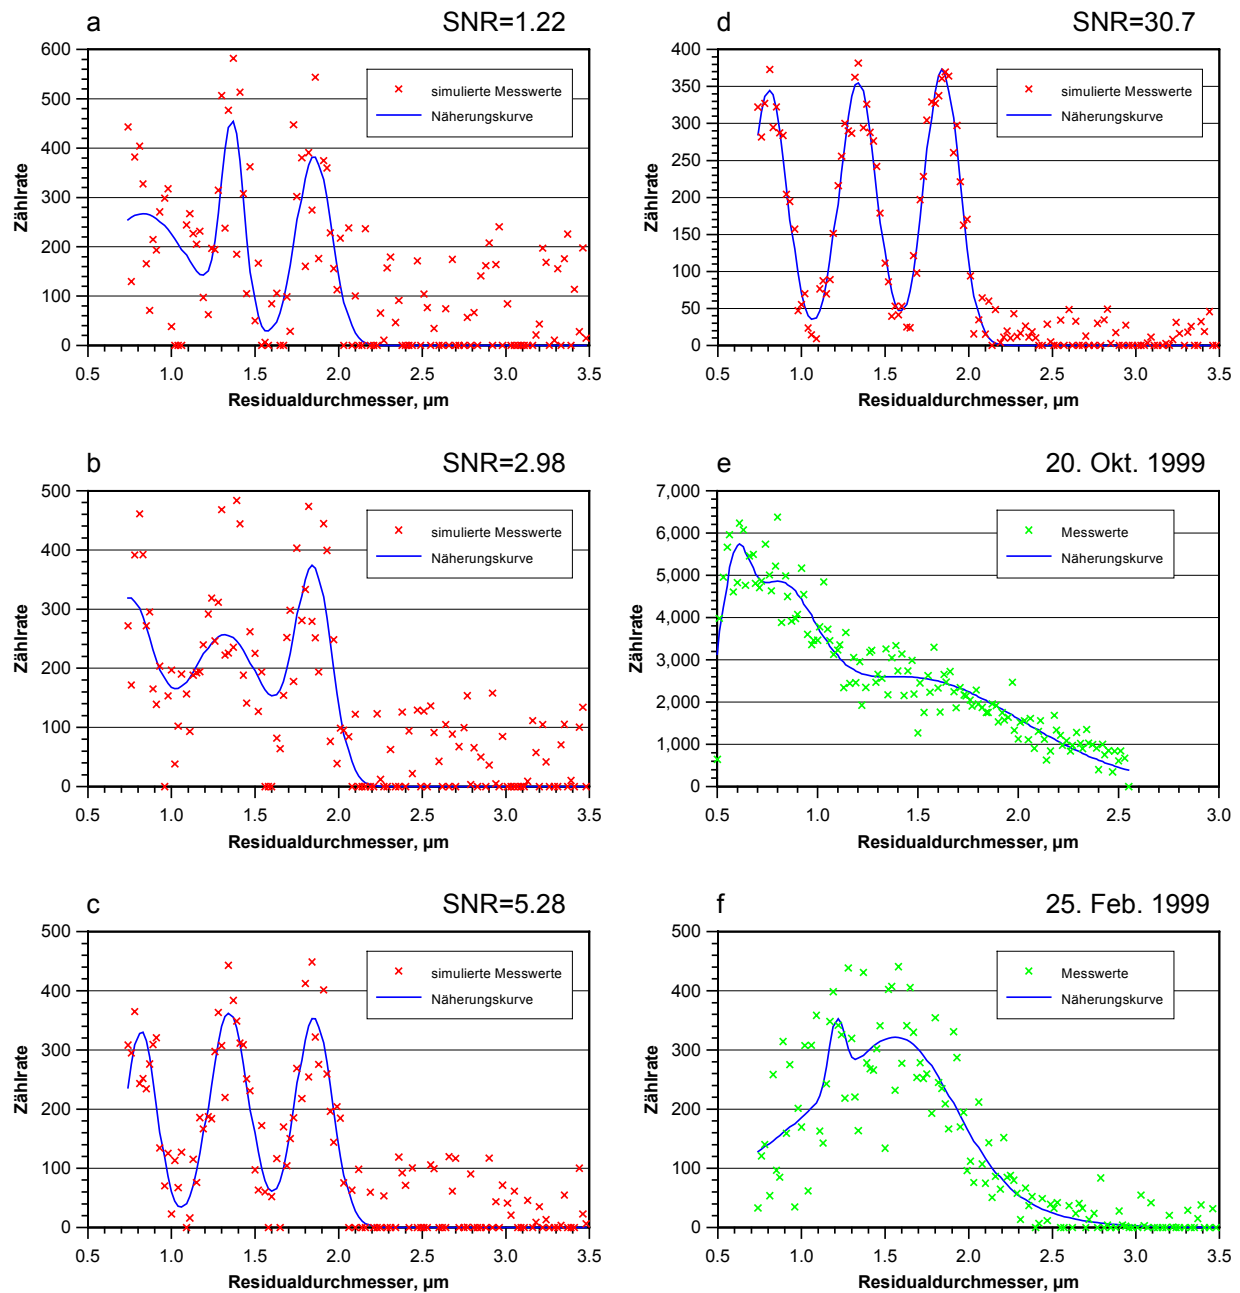 a SNR=1.22
600
500
400
300
200
100
0
Zählrate
simulierte Messwerte
Näherungskurve
0.5 1.0 1.5 2.0 2.5 3.0 3.5
Residualdurchmesser, µm
d SNR=30.7
400
350
300
250
200
150
100
50
0
Zählrate
simulierte Messwerte
Näherungskurve
0.5 1.0 1.5 2.0 2.5 3.0 3.5
Residualdurchmesser, µm
b SNR=2.98
500
400
300
200
100
0
Zählrate
simulierte Messwerte
Näherungskurve
0.5 1.0 1.5 2.0 2.5 3.0 3.5
Residualdurchmesser, µm
e 20. Okt. 1999
7,000
6,000
5,000
4,000
3,000
2,000
1,000
0
Zählrate
Messwerte
Näherungskurve
0.5 1.0 1.5 2.0 2.5 3.0
Residualdurchmesser, µm
c SNR=5.28
500
400
300
200
100
0
Zählrate
simulierte Messwerte
Näherungskurve
0.5 1.0 1.5 2.0 2.5 3.0 3.5
Residualdurchmesser, µm
f 25. Feb. 1999
500
400
300
200
100
0
Zählrate
Messwerte
Näherungskurve
0.5 1.0 1.5 2.0 2.5 3.0 3.5
Residualdurchmesser, µm